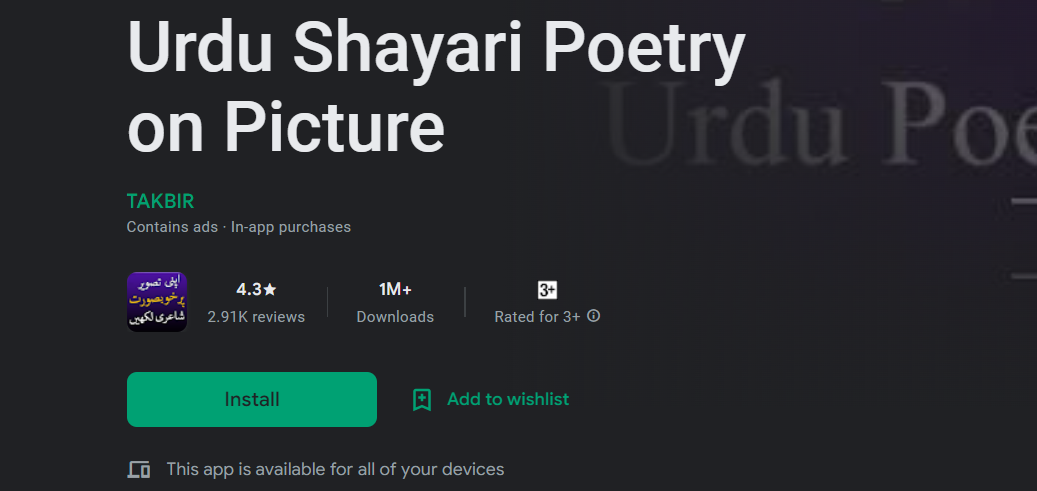 Urdu Shayari Poetry
on Picture
Urdu Poe
TAKBIR
Contains ads · In-app purchases
اپنی تصویر
پر خوبصورت
شاعری لکھیں
4.3★
2.91K reviews
1M+
Downloads
3+
Rated for 3+
Install
Add to wishlist
This app is available for all of your devices